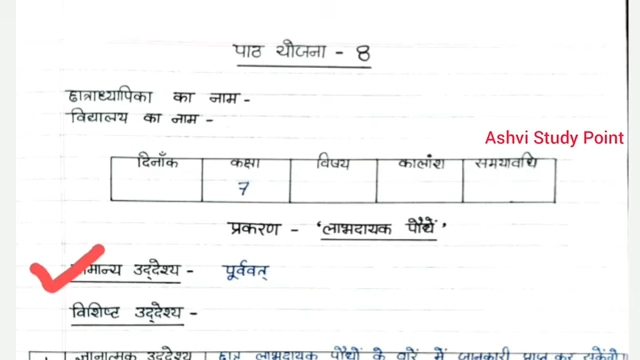 पाठ योजना - 8
छात्राध्यापिका का नाम -
विद्यालय का नाम -
Ashvi Study Point
दिनाँक कक्षा विषय कालांश समयावधि
7
प्रकरण - 'लाभदायक पौधें'
सामान्य उद्देश्य - पूर्ववत्
विशिष्ट उद्देश्य -
1 ज्ञानात्मक उद्देश्य छात्र लाभदायक पौधों के बारें में जानकारी प्राप्त कर सकेंगे